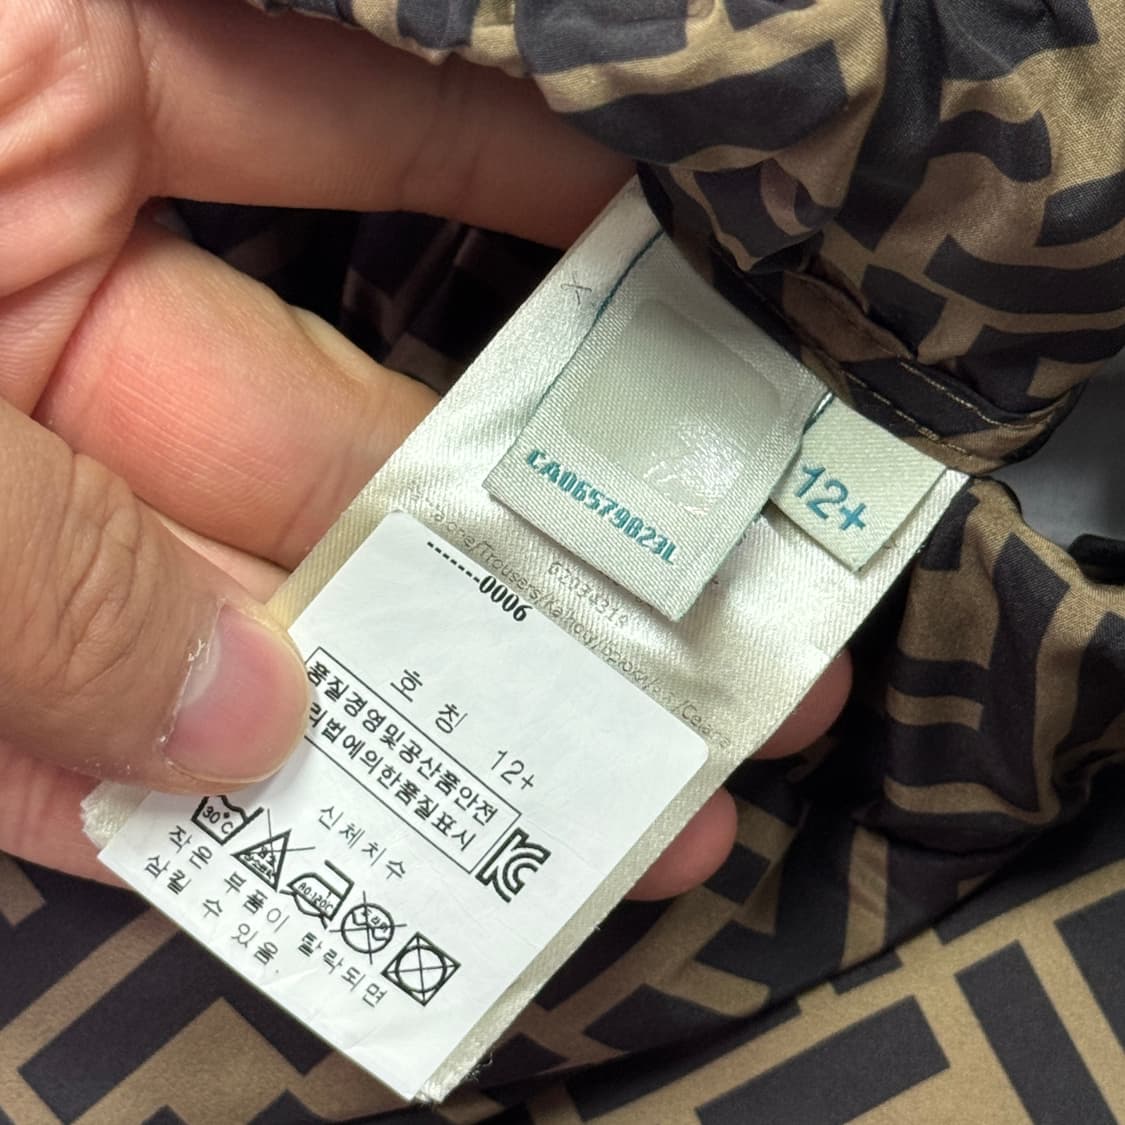 CA06579B23L
12+
02034319
-------0006
호 칭 12+
품질경영및공산품안전
리법에의한품질표시
신체치수
30°C
작은 부품이 탈락되면
삼킬 수 있음.